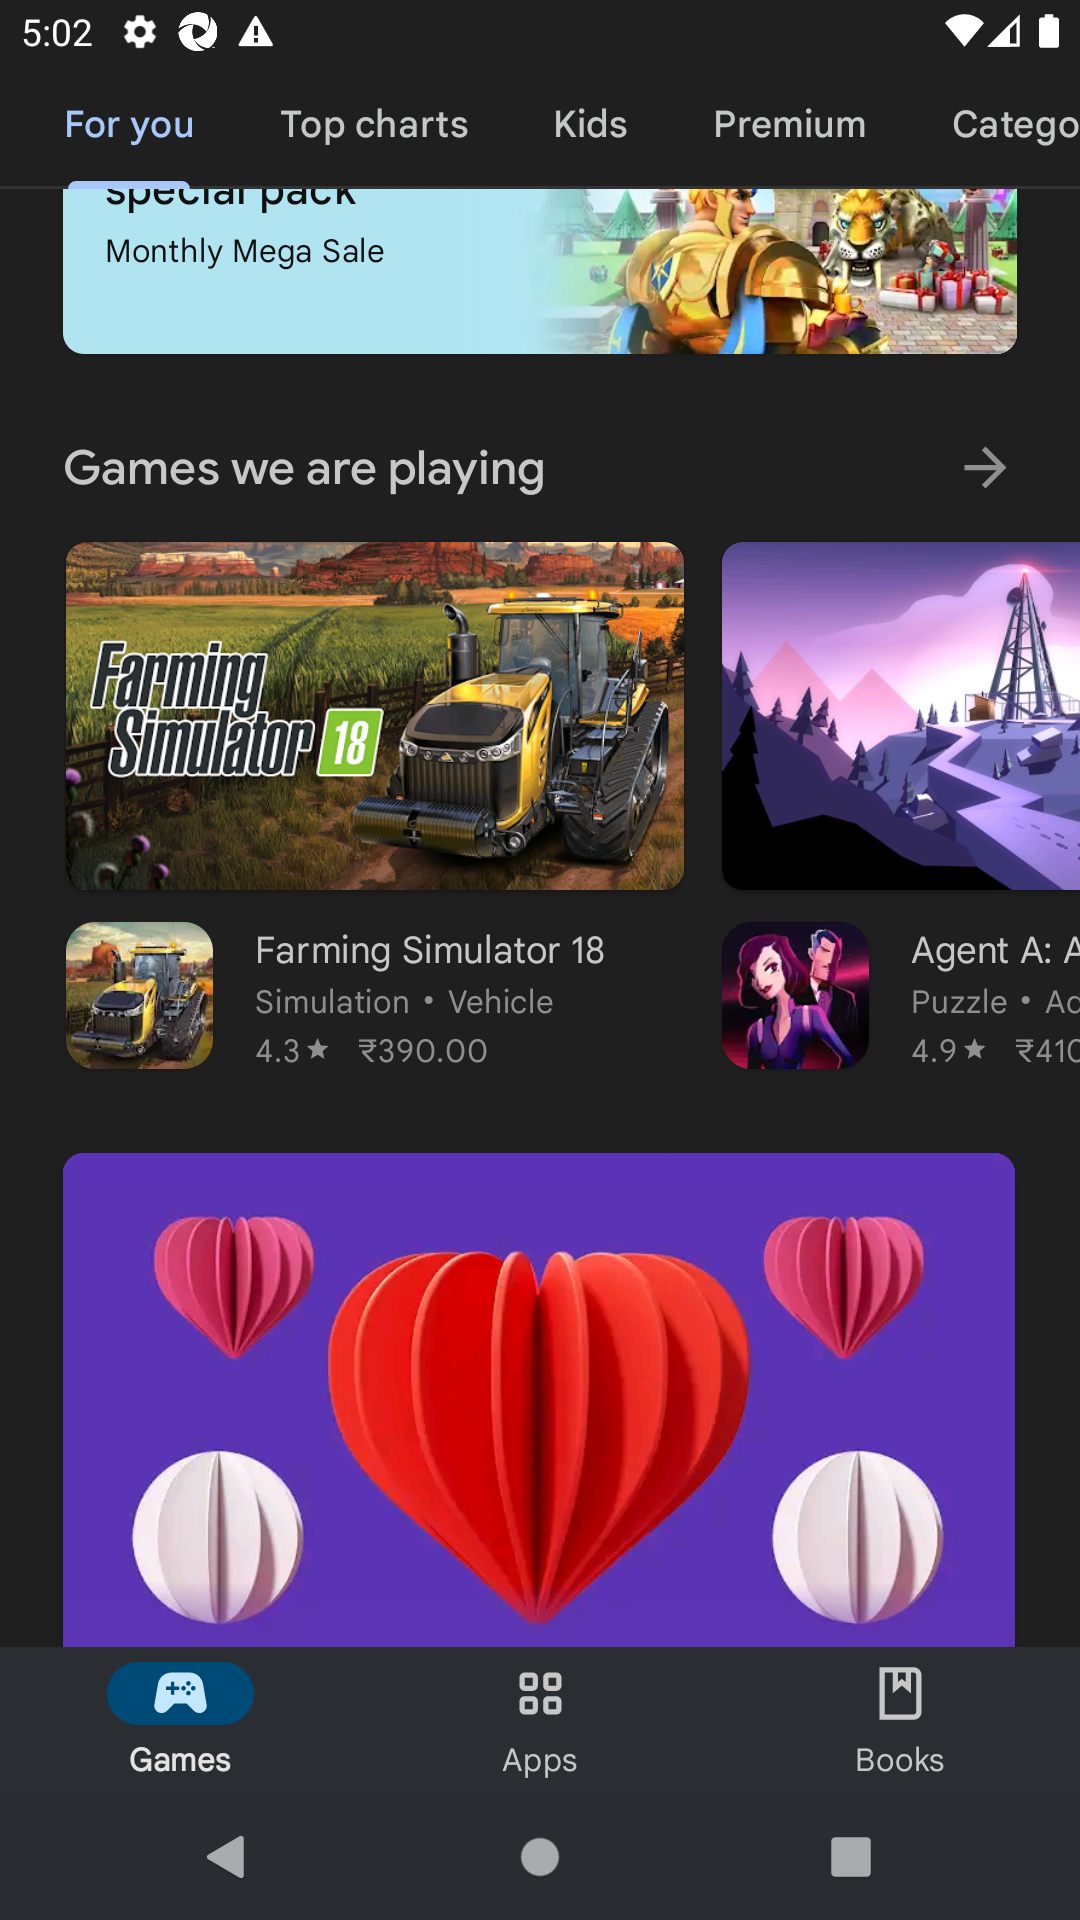 5:02
For you Top charts Kids Premium Catego
special pack
Monthly Mega Sale
Games we are playing
Farming
Simulator 18
Farming Simulator 18
Simulation • Vehicle
4.3★ ₹390.00
Agent A: A
Puzzle • Ac
4.9★ ₹410
Games Apps Books